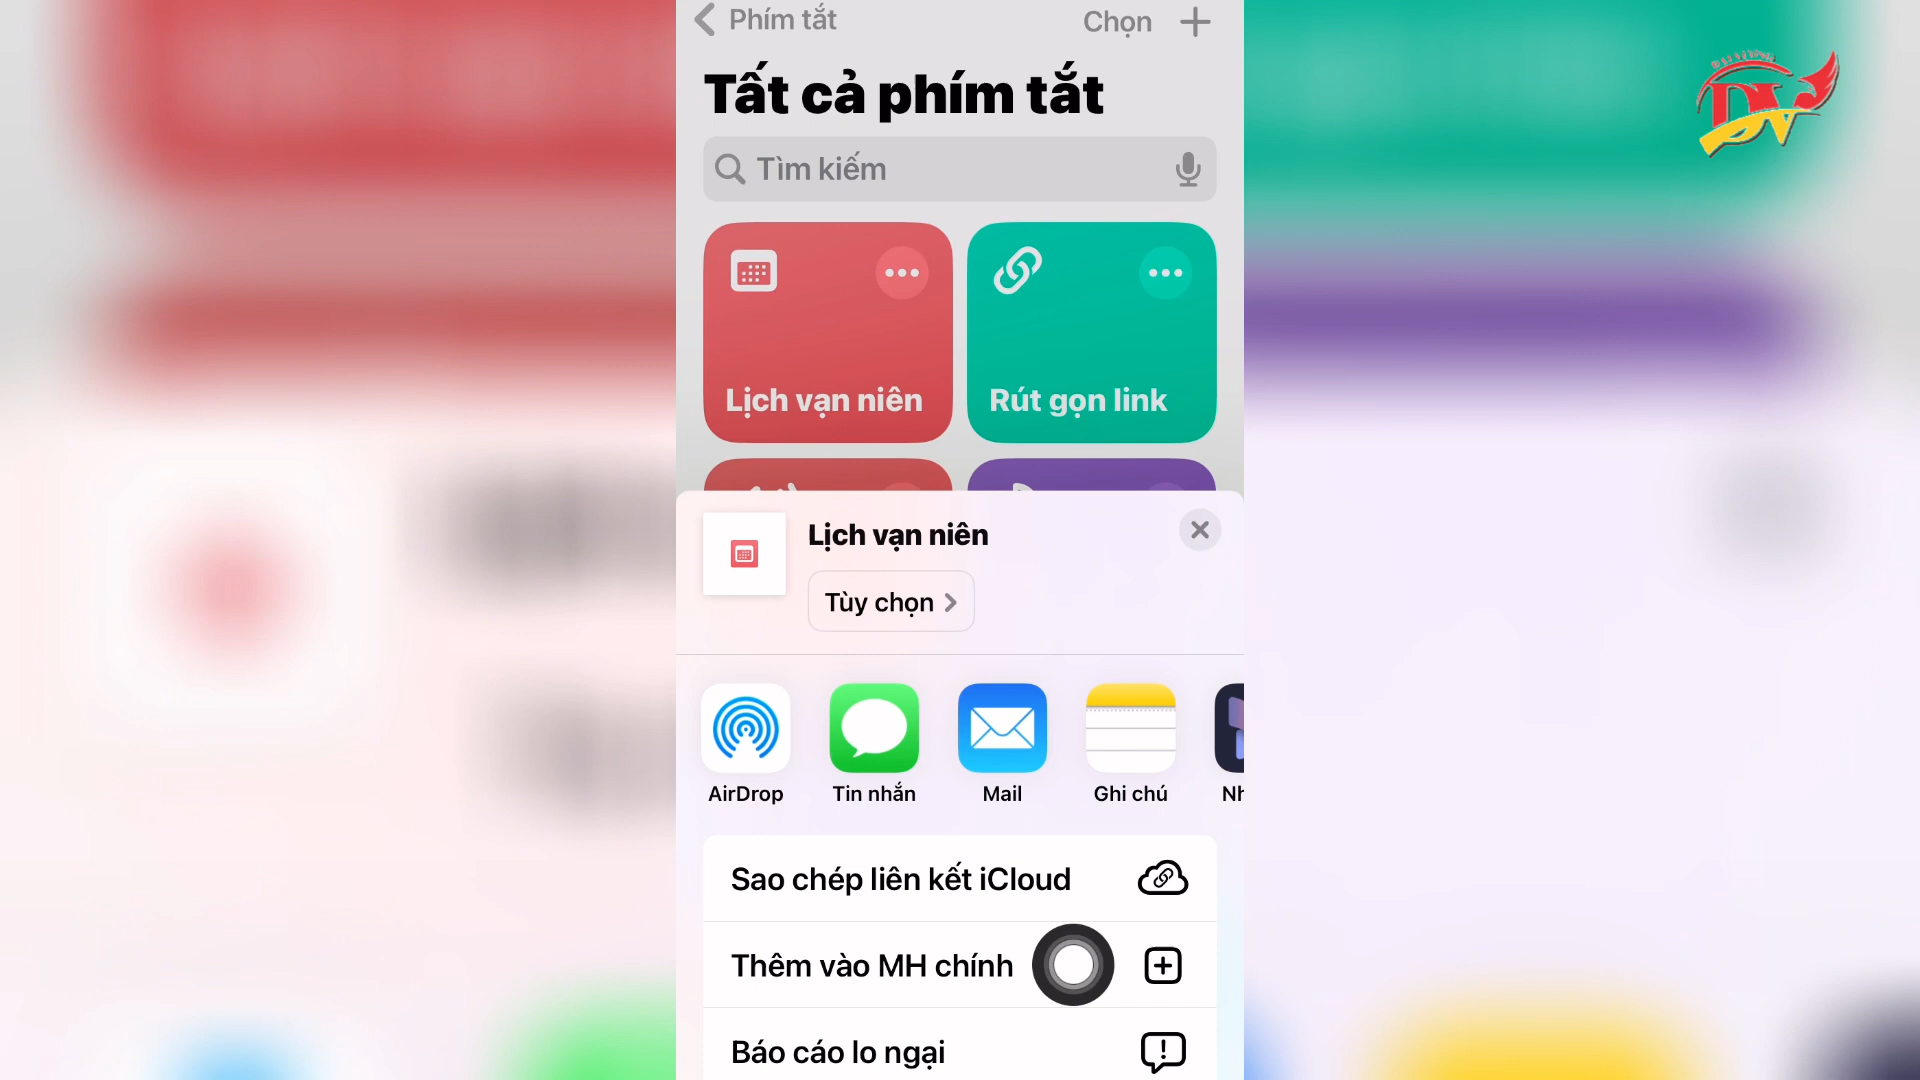 Phím tắt
Chọn
Tất cả phím tắt
Tìm kiếm
Lịch vạn niên
Rút gọn link
Lịch vạn niên
Tùy chọn
AirDrop
Tin nhắn
Mail
Ghi chú
Nh
Sao chép liên kết iCloud
Thêm vào MH chính
Báo cáo lo ngại